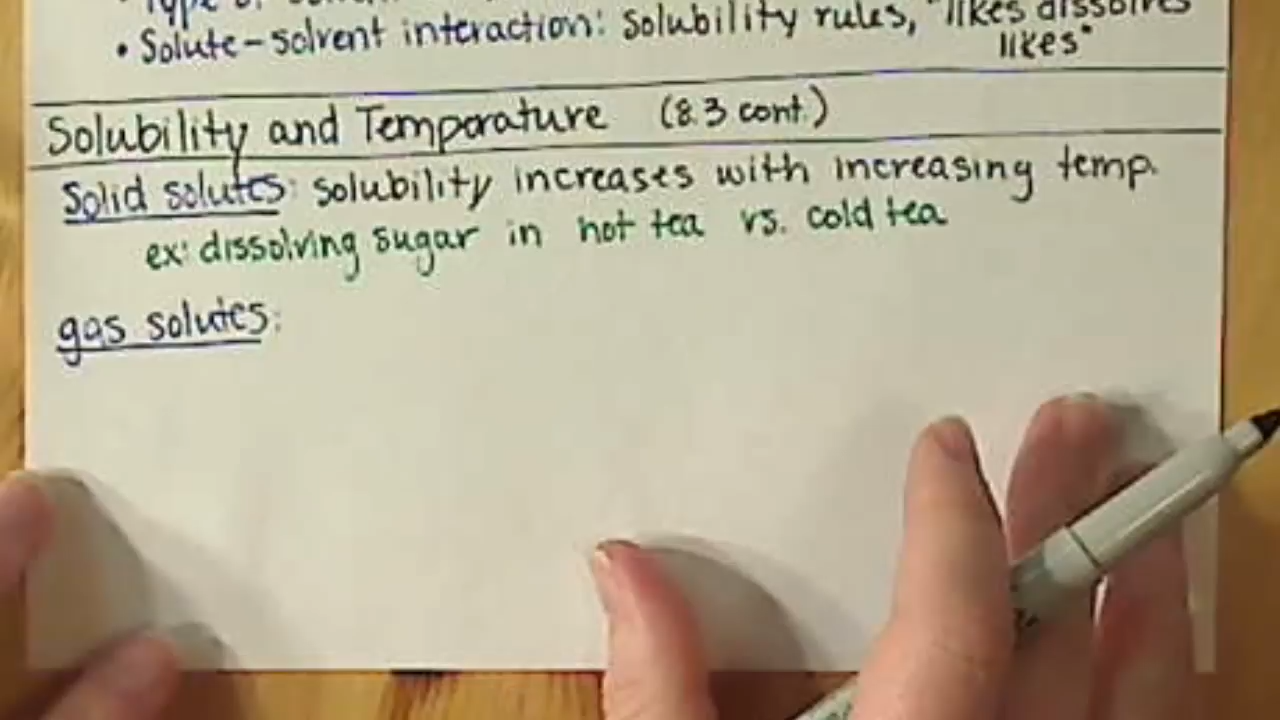 • Solute-solvent interaction: solubility rules, "likes dissolves
likes"
Solubility and Temperature (8.3 cont.)
Solid solutes: solubility increases with increasing temp.
ex: dissolving sugar in hot tea vs. cold tea
gas solutes: